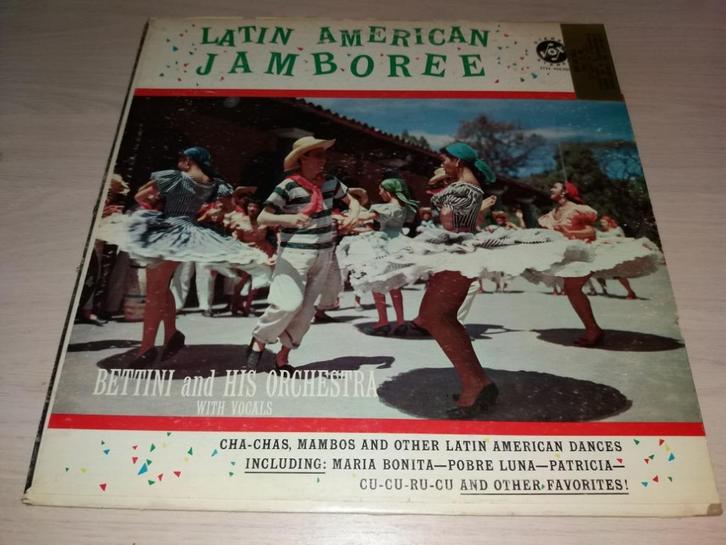 LATIN AMERICAN
JAMBOREE
VOX
BETTINI and HIS ORCHESTRA
WITH VOCALS
CHA-CHAS, MAMBOS AND OTHER LATIN AMERICAN DANCES
INCLUDING: MARIA BONITA—POBRE LUNA—PATRICIA—
CU-CU-RU-CU AND OTHER FAVORITES!